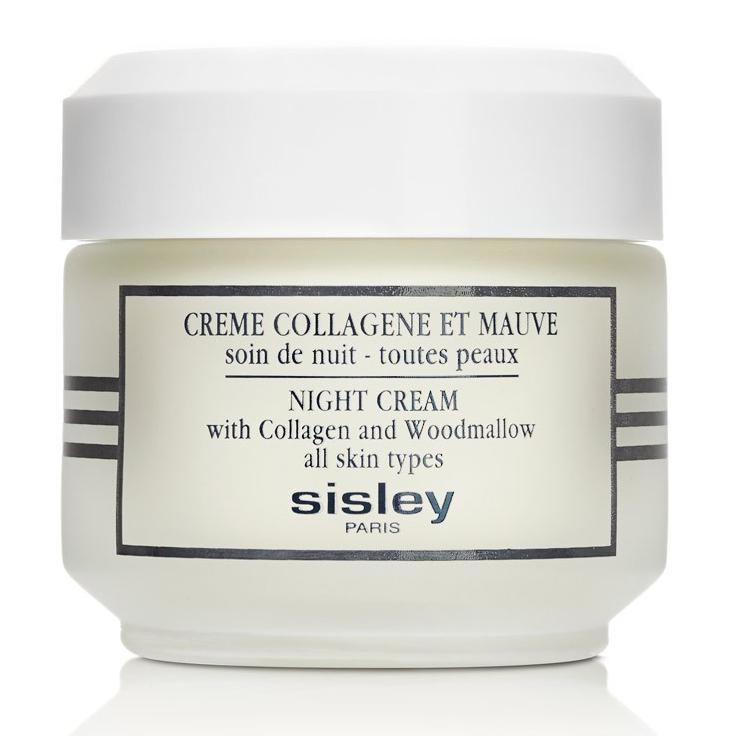 CREME COLLAGENE ET MAUVE
soin de nuit - toutes peaux
NIGHT CREAM
with Collagen and Woodmallow
all skin types
sisley
PARIS